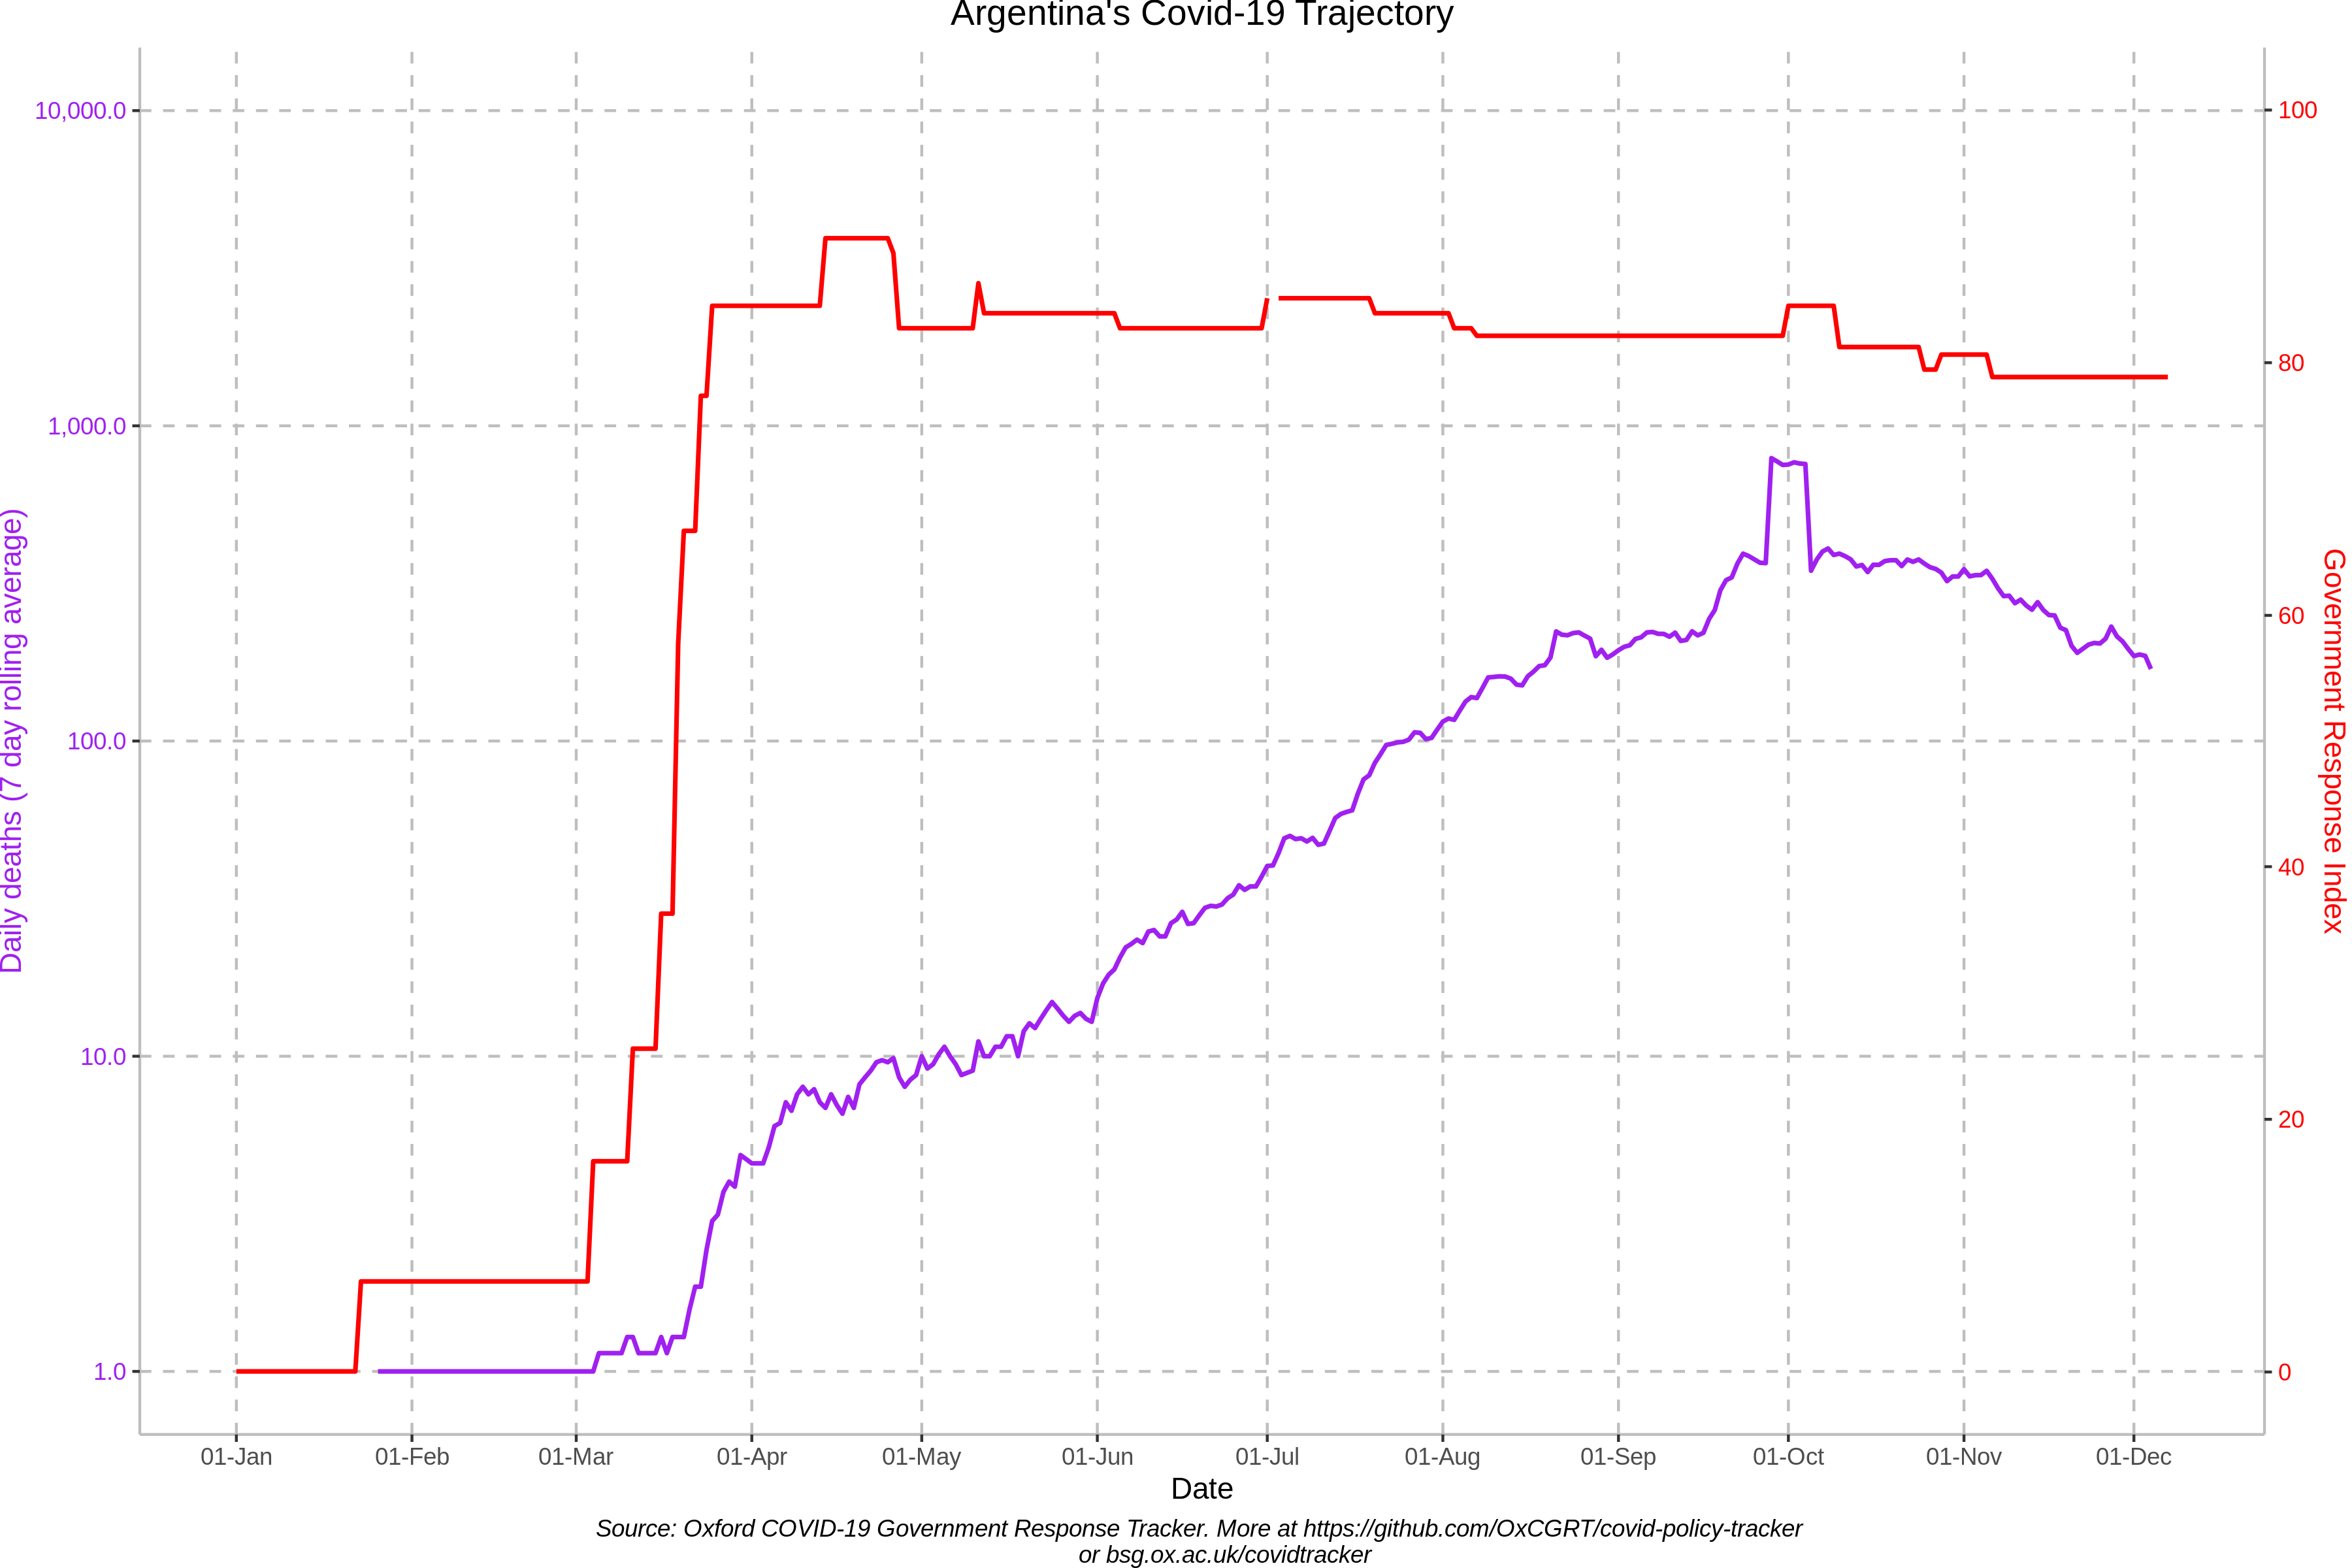 Argentina's Covid-19 Trajectory
10,000.0
1,000.0
100.0
10.0
1.0
Daily deaths (7 day rolling average)
100
80
60
40
20
0
Government Response Index
01-Jan 01-Feb 01-Mar 01-Apr 01-May 01-Jun 01-Jul 01-Aug 01-Sep 01-Oct 01-Nov 01-Dec
Date
Source: Oxford COVID-19 Government Response Tracker. More at https://github.com/OxCGRT/covid-policy-tracker
or bsg.ox.ac.uk/covidtracker